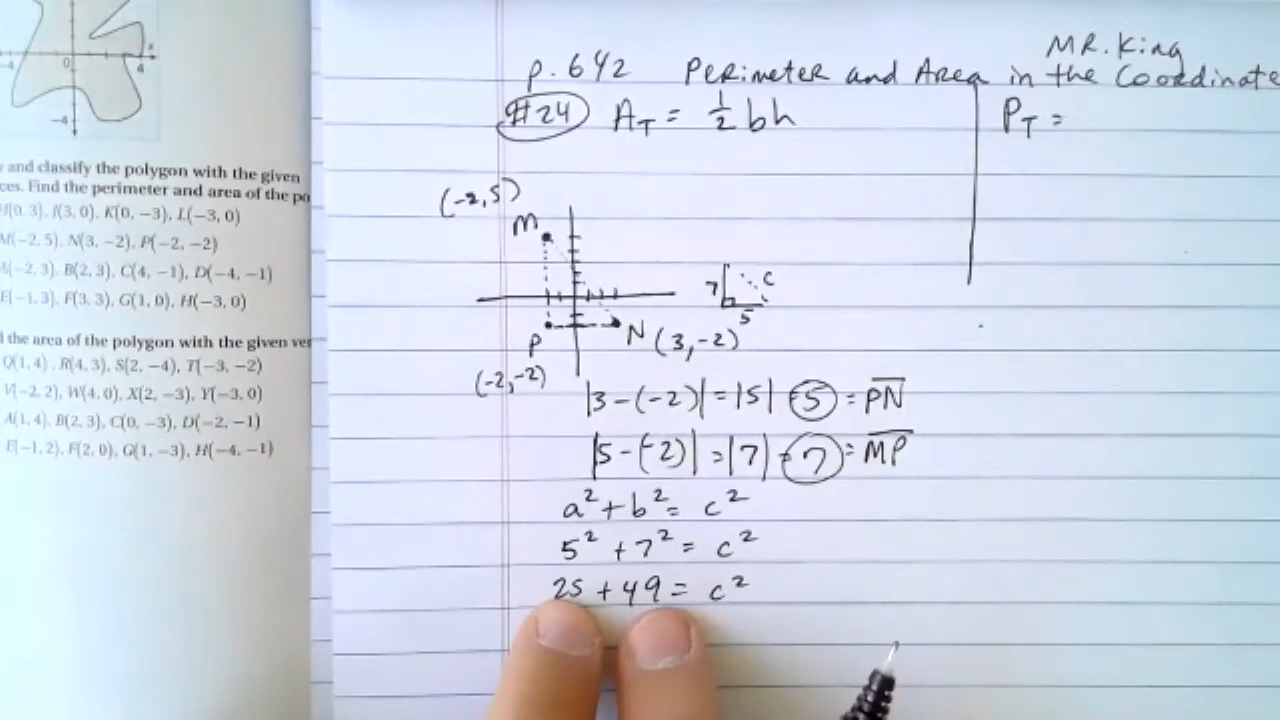 MR. King
p. 642 Perimeter and Area in the Coordinate
#24 A_T = 1/2 bh
P_T =
(-2,5)
M
7 c
5
P N (3,-2)
(-2,-2)
|3-(-2)| = |5| = 5 = PN
|5-(-2)| = |7| = 7 = MP
a² + b² = c²
5² + 7² = c²
25 + 49 = c²
x
-4 0 4
-4
and classify the polygon with the given
ces. Find the perimeter and area of the po
(0, 3), J(3, 0), K(0, −3), L(−3, 0)
M(−2, 5), N(3, −2), P(−2, −2)
A(−2, 3), B(2, 3), C(4, −1), D(−4, −1)
E(−1, 3), F(3, 3), G(1, 0), H(−3, 0)
the area of the polygon with the given ver
Q(1, 4), R(4, 3), S(2, −4), T(−3, −2)
V(−2, 2), W(4, 0), X(2, −3), Y(−3, 0)
A(1, 4), B(2, 3), C(0, −3), D(−2, −1)
E(−1, 2), F(2, 0), G(1, −3), H(−4, −1)